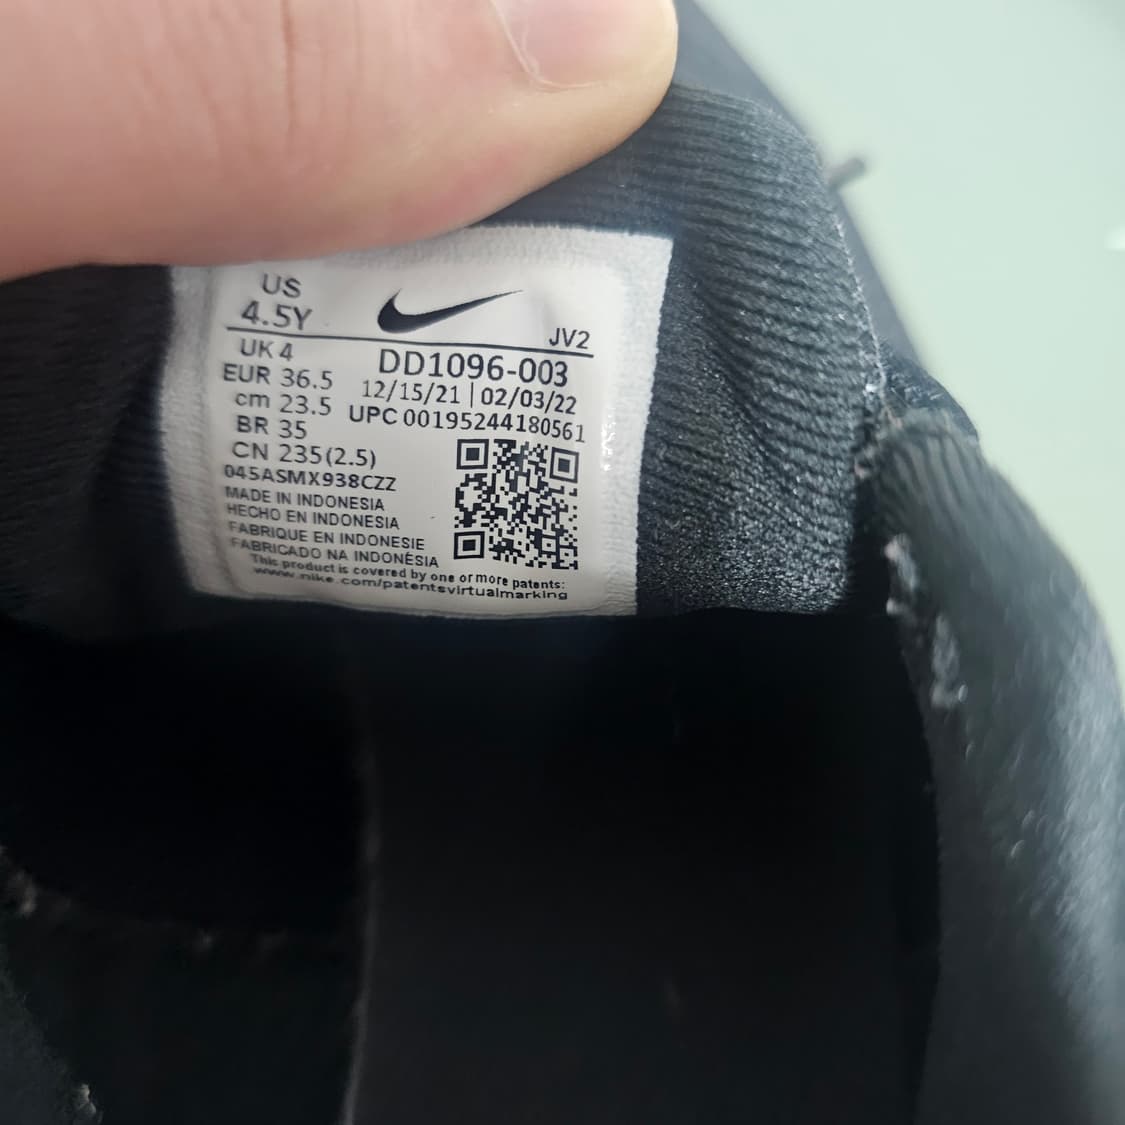 US
4.5Y
JV2
UK 4
EUR 36.5
cm 23.5
BR 35
CN 235(2.5)
DD1096-003
12/15/21 | 02/03/22
UPC 00195244180561
045ASMX938CZZ
MADE IN INDONESIA
HECHO EN INDONESIA
FABRIQUE EN INDONESIE
FABRICADO NA INDONÉSIA
This product is covered by one or more patents:
www.nike.com/patentsvirtualmarking